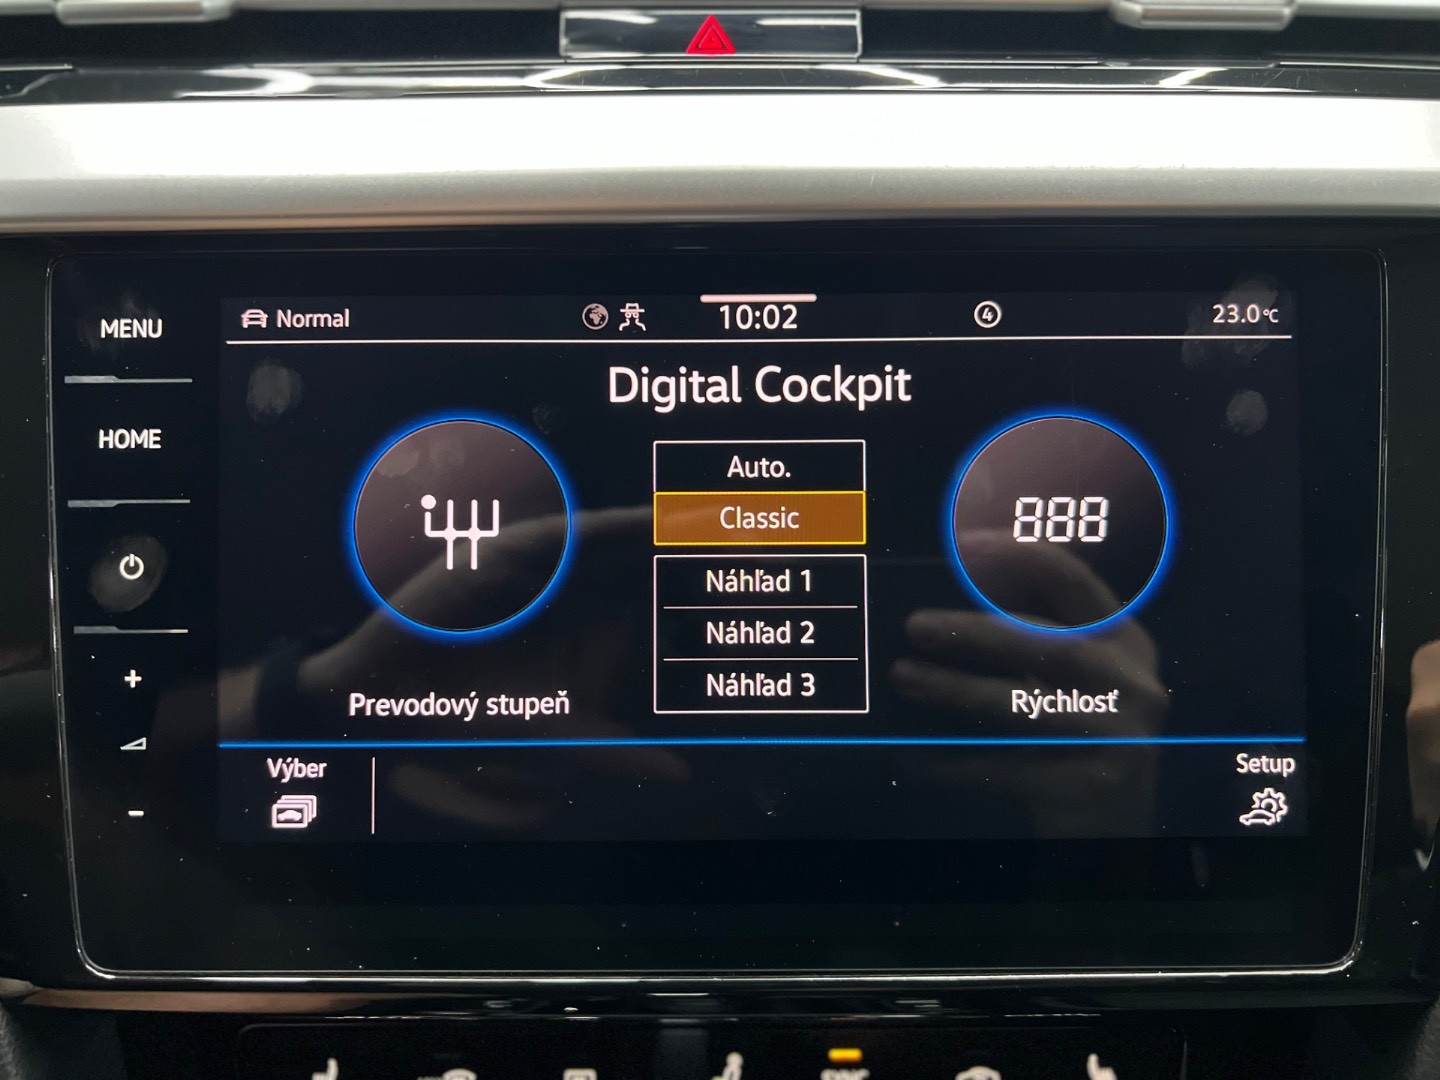 MENU
HOME
Normal
10:02
4
23.0°C
Digital Cockpit
Auto.
Classic
Náhľad 1
Náhľad 2
Náhľad 3
888
Prevodový stupeň
Rýchlosť
Výber
Setup
+
-